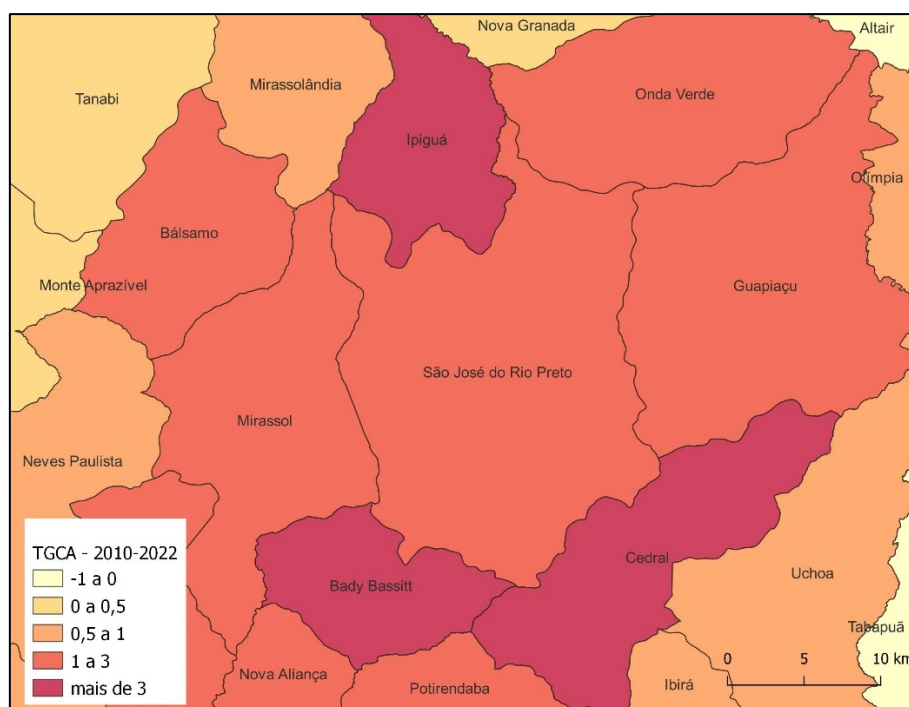 Nova Granada
Altair
Mirassolândia
Tanabi
Onda Verde
Ipiguá
Olímpia
Bálsamo
Monte Aprazível
Guapiaçu
São José do Rio Preto
Mirassol
Neves Paulista
Cedral
Bady Bassitt
Uchoa
Tabapuã
Nova Aliança
Potirendaba
Ibirá
0 5 10 km
TGCA - 2010-2022
-1 a 0
0 a 0,5
0,5 a 1
1 a 3
mais de 3